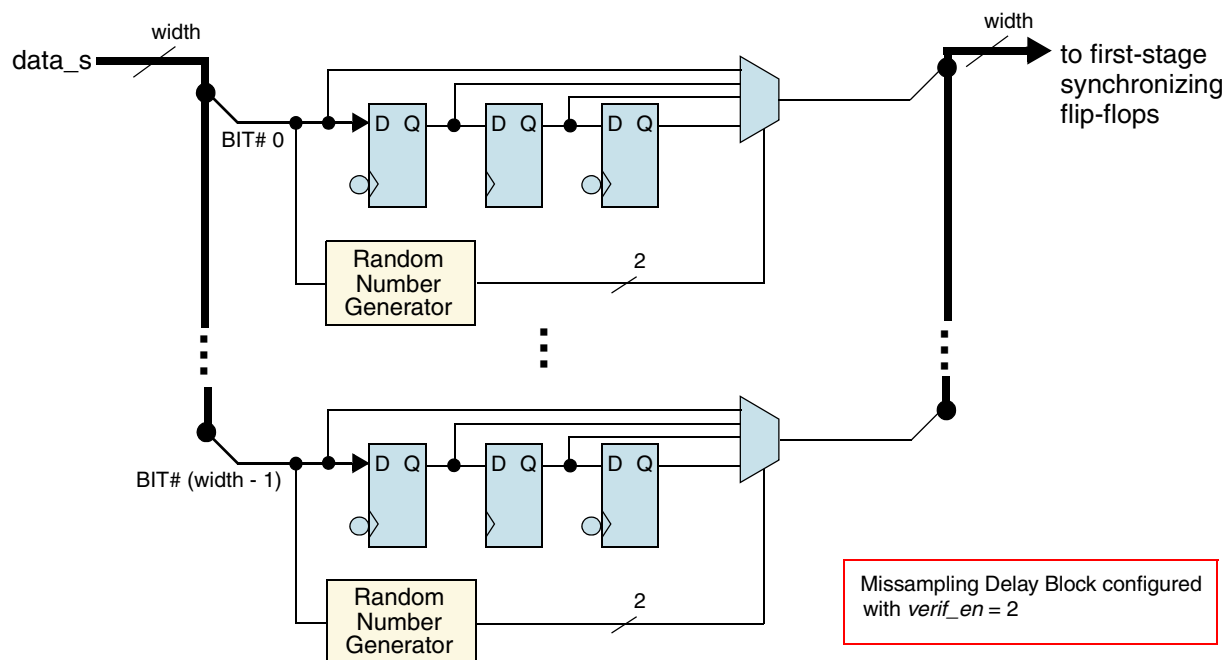 width
data_s
BIT# 0
D Q
D Q
D Q
Random
Number
Generator
2
width
to first-stage
synchronizing
flip-flops
BIT# (width - 1)
D Q
D Q
D Q
Random
Number
Generator
2
Missampling Delay Block configured
with verif_en = 2